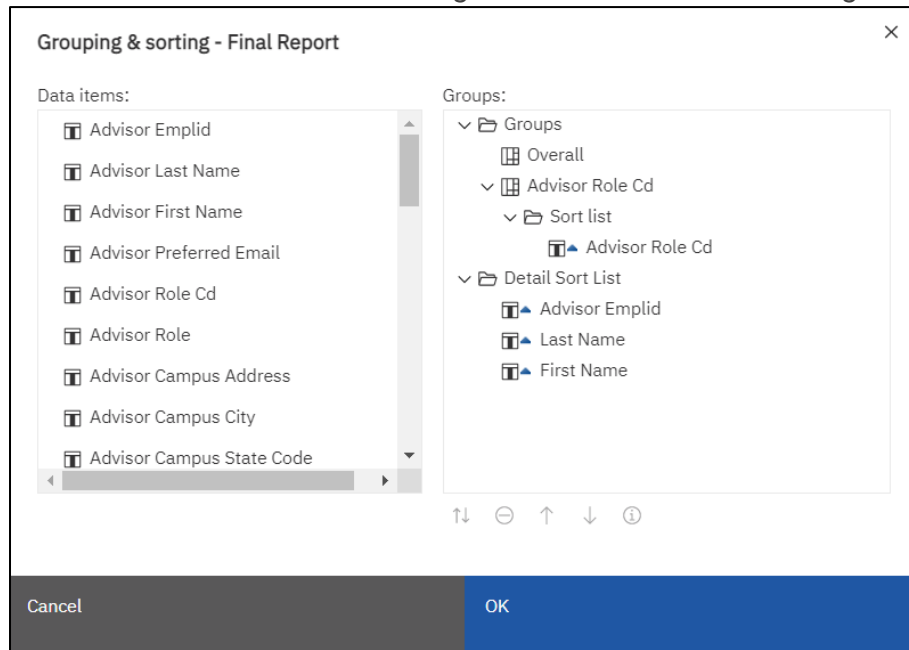 Grouping & sorting - Final Report
Data items:
Advisor Emplid
Advisor Last Name
Advisor First Name
Advisor Preferred Email
Advisor Role Cd
Advisor Role
Advisor Campus Address
Advisor Campus City
Advisor Campus State Code
Groups:
Groups
Overall
Advisor Role Cd
Sort list
Advisor Role Cd
Detail Sort List
Advisor Emplid
Last Name
First Name
Cancel
OK